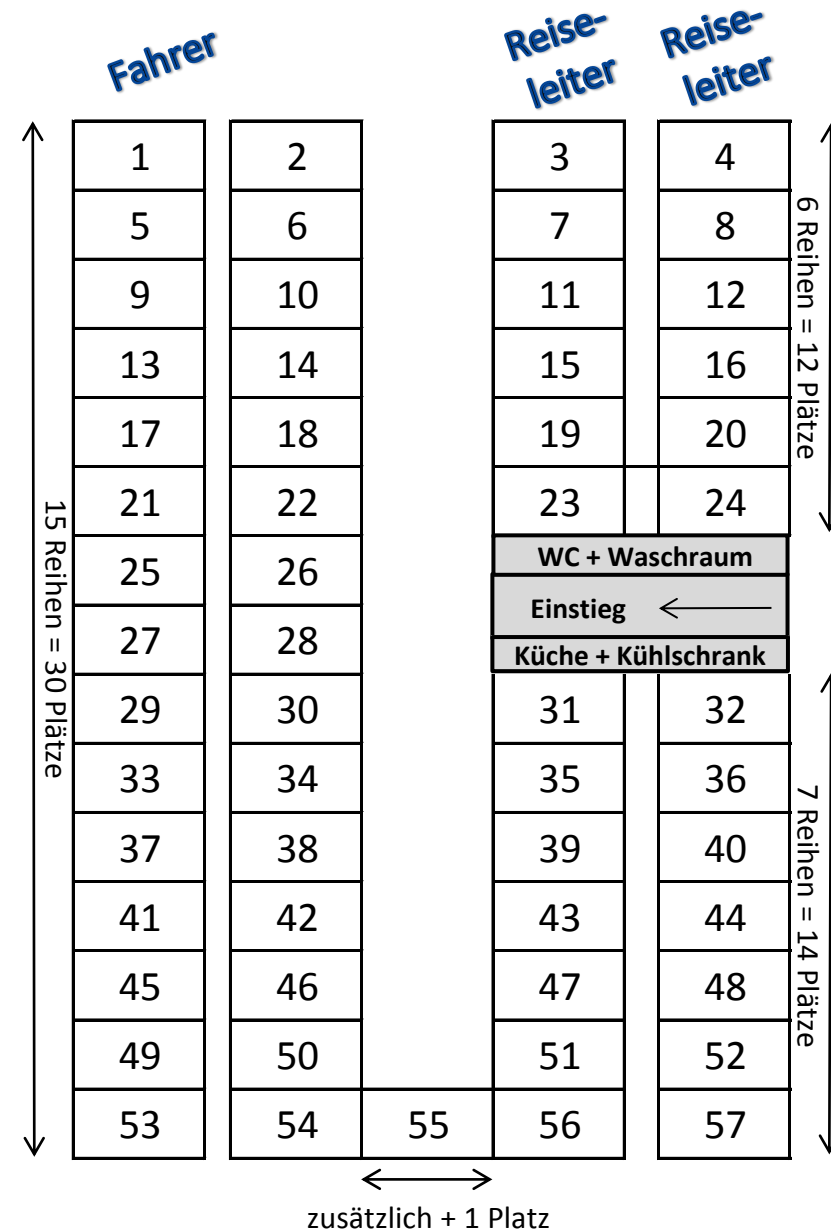 Fahrer
Reise-
leiter
Reise-
leiter
1 2 3 4
5 6 7 8
9 10 11 12
13 14 15 16
17 18 19 20
21 22 23 24
6 Reihen = 12 Plätze
15 Reihen = 30 Plätze
WC + Waschraum
25 26
Einstieg
27 28
Küche + Kühlschrank
29 30 31 32
33 34 35 36
37 38 39 40
41 42 43 44
45 46 47 48
49 50 51 52
53 54 55 56 57
7 Reihen = 14 Plätze
zusätzlich + 1 Platz